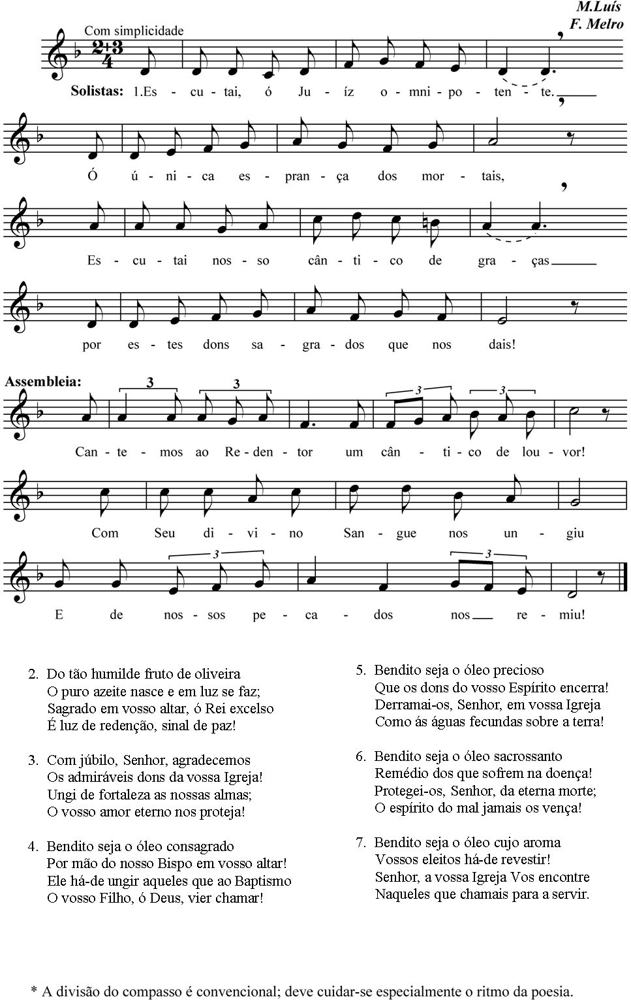 M.Luís
F. Melro
Com simplicidade
2+3
4
Solistas: 1.Es - cu - tai, ó Ju - íz o - mni - po - ten - te.
Ó ú - ni - ca es - pran - ça dos mor - tais,
Es - cu - tai nos - so cân - ti - co de gra - ças
por es - tes dons sa - gra - dos que nos dais!
Assembleia:
3 3 3 3
Can - te - mos ao Re - den - tor um cân - ti - co de lou - vor!
Com Seu di - vi - no San - gue nos un - giu
3 3
E de nos - sos pe - ca - dos nos re - miu!
2. Do tão humilde fruto de oliveira
O puro azeite nasce e em luz se faz;
Sagrado em vosso altar, ó Rei excelso
É luz de redenção, sinal de paz!
3. Com júbilo, Senhor, agradecemos
Os admiráveis dons da vossa Igreja!
Ungi de fortaleza as nossas almas;
O vosso amor eterno nos proteja!
4. Bendito seja o óleo consagrado
Por mão do nosso Bispo em vosso altar!
Ele há-de ungir aqueles que ao Baptismo
O vosso Filho, ó Deus, vier chamar!
5. Bendito seja o óleo precioso
Que os dons do vosso Espírito encerra!
Derramai-os, Senhor, em vossa Igreja
Como ás águas fecundas sobre a terra!
6. Bendito seja o óleo sacrossanto
Remédio dos que sofrem na doença!
Protegei-os, Senhor, da eterna morte;
O espírito do mal jamais os vença!
7. Bendito seja o óleo cujo aroma
Vossos eleitos há-de revestir!
Senhor, a vossa Igreja Vos encontre
Naqueles que chamais para a servir.
* A divisão do compasso é convencional; deve cuidar-se especialmente o ritmo da poesia.